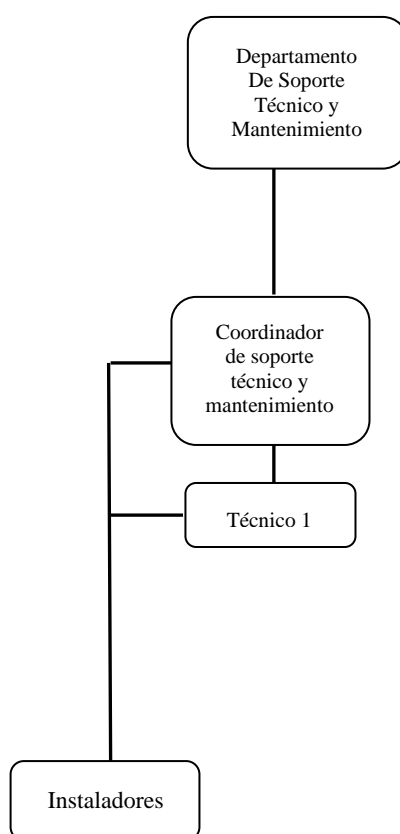 Departamento
De Soporte
Técnico y
Mantenimiento
Coordinador
de soporte
técnico y
mantenimiento
Técnico 1
Instaladores